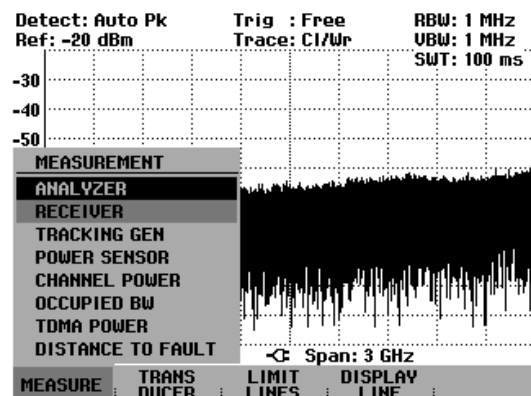 Detect: Auto Pk Trig : Free RBW: 1 MHz
Ref: -20 dBm Trace: Cl/Wr VBW: 1 MHz
SWT: 100 ms
-30
-40
-50
MEASUREMENT
ANALYZER
RECEIVER
TRACKING GEN
POWER SENSOR
CHANNEL POWER
OCCUPIED BW
TDMA POWER
DISTANCE TO FAULT
Span: 3 GHz
MEASURE TRANS LIMIT DISPLAY
DUCER LINES LINE